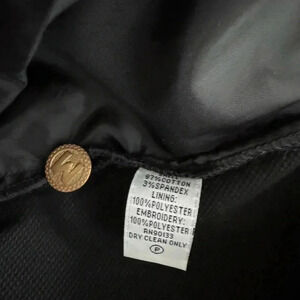 97%COTTON
3%SPANDEX
LINING:
100%POLYESTER
EMBROIDERY:
100%POLYESTER
RN90133
DRY CLEAN ONLY
P